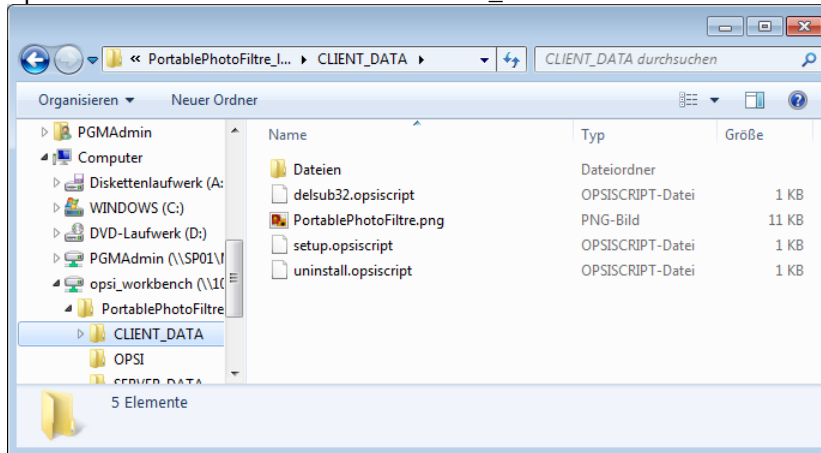 « PortablePhotoFiltre_I... ▸ CLIENT_DATA ▸
CLIENT_DATA durchsuchen
Organisieren ▾ Neuer Ordner
PGMAdmin
Computer
Diskettenlaufwerk (A:
WINDOWS (C:)
DVD-Laufwerk (D:)
PGMAdmin (\\SP01\
opsi_workbench (\\1
PortablePhotoFiltre
CLIENT_DATA
OPSI
SERVER_DATA
Name Typ Größe
Dateien Dateiordner
delsub32.opsiscript OPSISCRIPT-Datei 1 KB
PortablePhotoFiltre.png PNG-Bild 11 KB
setup.opsiscript OPSISCRIPT-Datei 1 KB
uninstall.opsiscript OPSISCRIPT-Datei 1 KB
5 Elemente